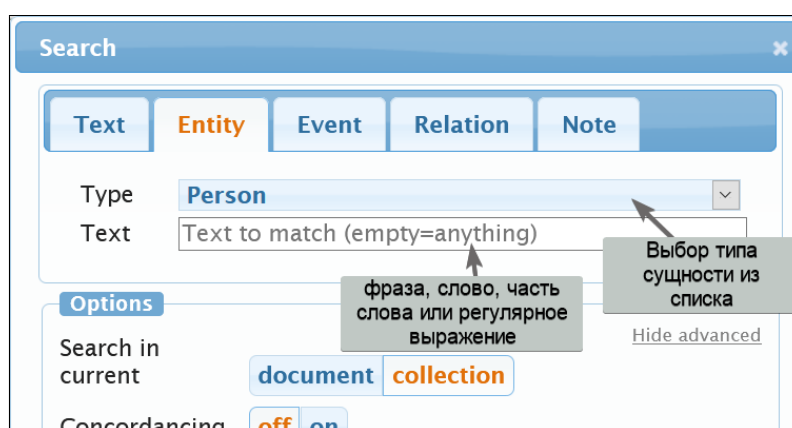 Search
Text Entity Event Relation Note
Type Person
Text Text to match (empty=anything)
Выбор типа
сущности из
списка
фраза, слово, часть
слова или регулярное
выражение
Options
Hide advanced
Search in
current document collection
Concordancing off on